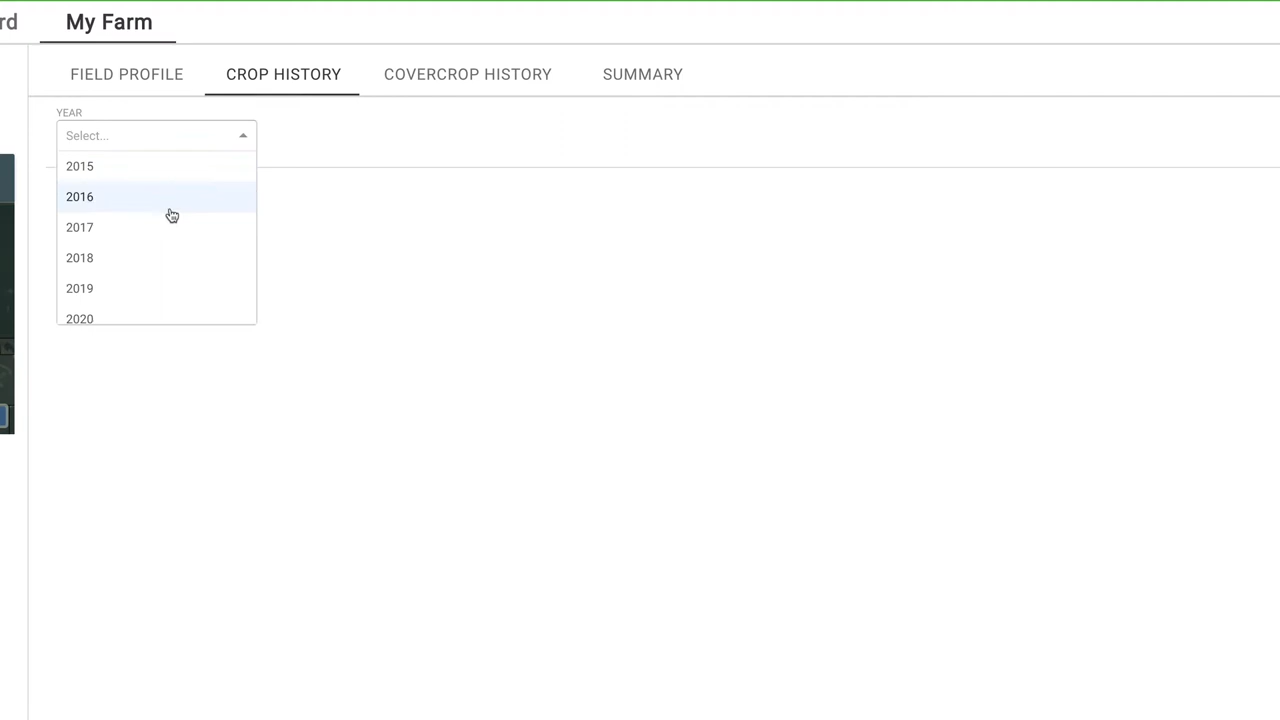 rd My Farm
FIELD PROFILE CROP HISTORY COVERCROP HISTORY SUMMARY
YEAR
Select...
2015
2016
2017
2018
2019
2020